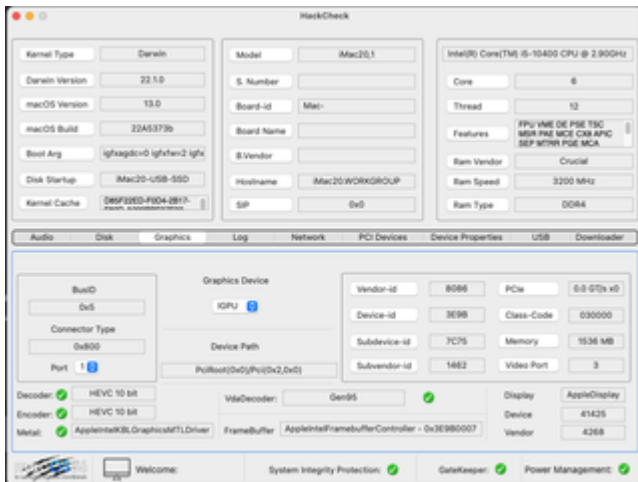 HackCheck
Kernel Type Darwin
Darwin Version 22.1.0
macOS Version 13.0
macOS Build 22A5373b
Boot Arg igfxagdc=0 igfxfw=2 igfx
Disk Startup iMac20-USB-SSD
Kernel Cache
Model iMac20,1
S. Number
Board-id Mac-
Board Name
B.Vendor
Hostname iMac20.WORKGROUP
SIP 0x0
Intel(R) Core(TM) i5-10400 CPU @ 2.90GHz
Core 6
Thread 12
Features FPU VME DE PSE TSC
MSR PAE MCE CX8 APIC
SEP MTRR PGE MCA
Ram Vendor Crucial
Ram Speed 3200 MHz
Ram Type DDR4
Audio Disk Graphics Log Network PCI Devices Device Properties USB Downloader
BusID
0x5
Connector Type
0x800
Port 1
Graphics Device
IGPU
Device Path
PciRoot(0x0)/Pci(0x2,0x0)
Vendor-id 8086 PCIe 0.0 GT/s x0
Device-id 3E98 Class-Code 030000
Subdevice-id 7C75 Memory 1536 MB
Subvendor-id 1462 Video Port 3
Decoder: HEVC 10 bit
Encoder: HEVC 10 bit
Metal: AppleIntelKBLGraphicsMTLDriver
VdaDecoder: Gen95
FrameBuffer AppleIntelFramebufferController - 0x3E9B0007
Display AppleDisplay
Device 41425
Vendor 4268
Welcome: System Integrity Protection: GateKeeper: Power Management: